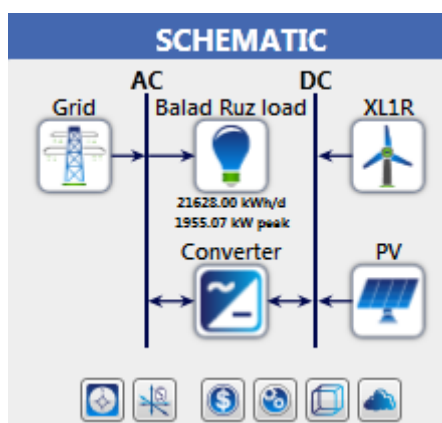 SCHEMATIC
AC DC
Grid Balad Ruz load XL1R
21628.00 kWh/d
1955.07 kW peak
Converter PV